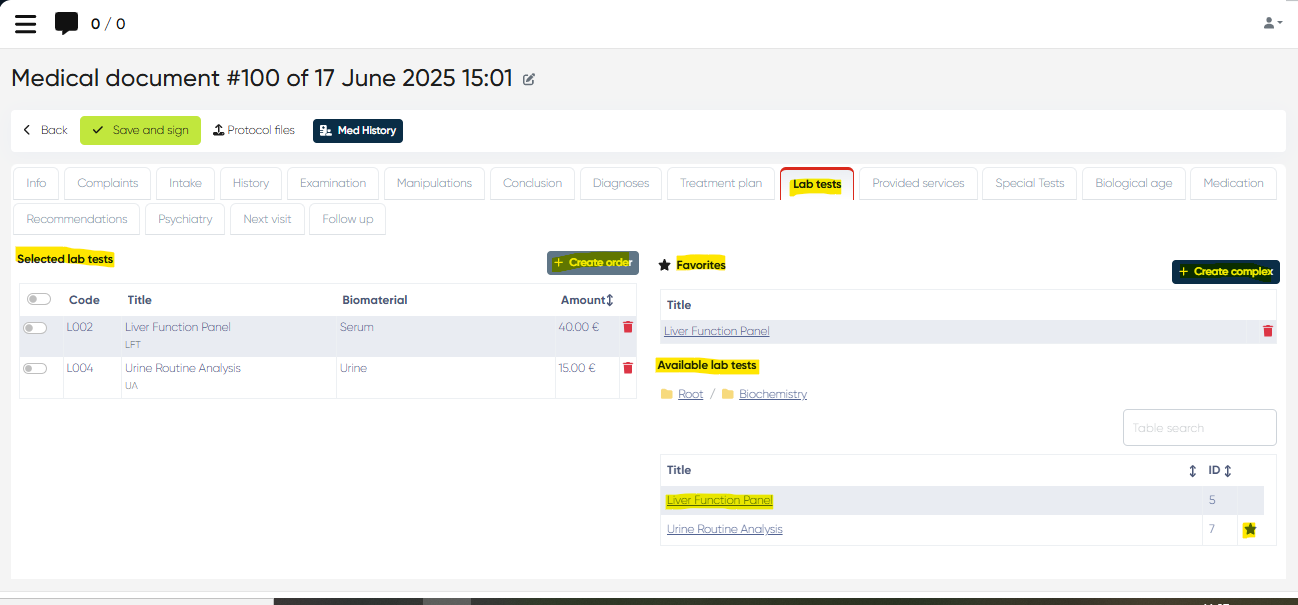 0 / 0
Medical document #100 of 17 June 2025 15:01
Back
Save and sign
Protocol files
Med History
Info
Complaints
Intake
History
Examination
Manipulations
Conclusion
Diagnoses
Treatment plan
Lab tests
Provided services
Special Tests
Biological age
Medication
Recommendations
Psychiatry
Next visit
Follow up
Selected lab tests
+ Create order
Code Title Biomaterial Amount
L002 Liver Function Panel Serum 40.00 €
LFT
L004 Urine Routine Analysis Urine 15.00 €
UA
Favorites
+ Create complex
Title
Liver Function Panel
Available lab tests
Root / Biochemistry
Table search
Title ID
Liver Function Panel 5
Urine Routine Analysis 7